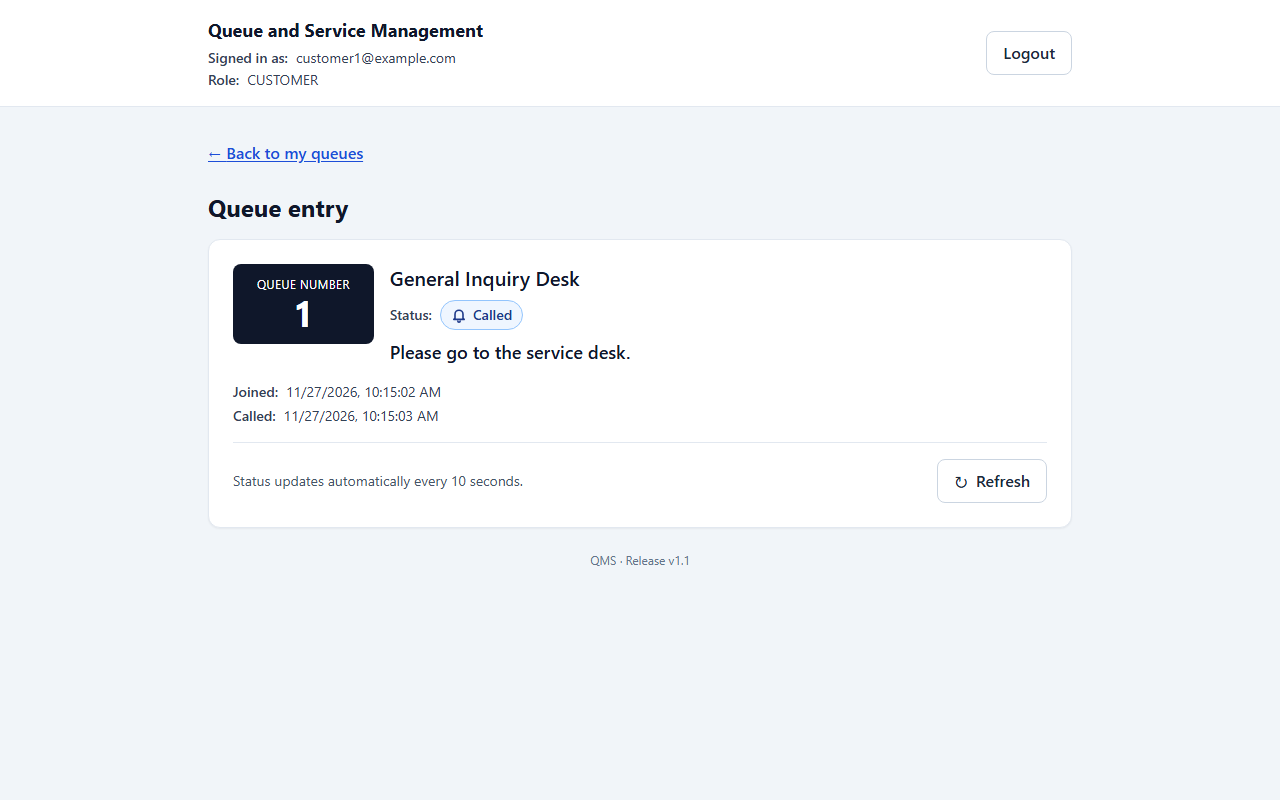 Queue and Service Management
Signed in as: customer1@example.com
Role: CUSTOMER
Logout
← Back to my queues
Queue entry
QUEUE NUMBER
1
General Inquiry Desk
Status: Called
Please go to the service desk.
Joined: 11/27/2026, 10:15:02 AM
Called: 11/27/2026, 10:15:03 AM
Status updates automatically every 10 seconds.
↻ Refresh
QMS · Release v1.1